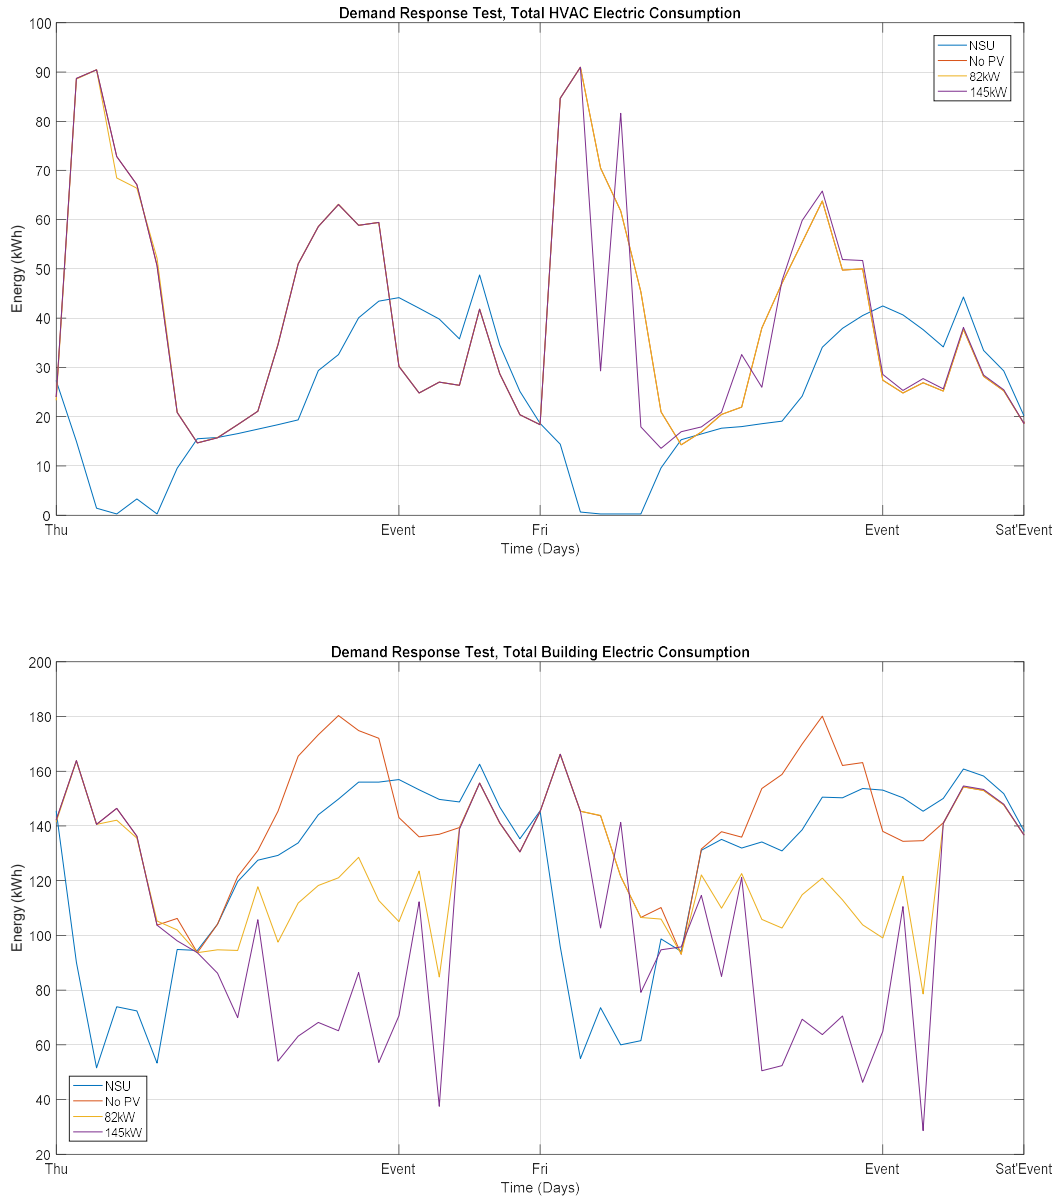 Demand Response Test, Total HVAC Electric Consumption
100
90
80
70
60
50
40
30
20
10
0
Energy (kWh)
NSU
No PV
82kW
145kW
Thu Event Fri Event Sat'Event
Time (Days)
Demand Response Test, Total Building Electric Consumption
200
180
160
140
120
100
80
60
40
20
Energy (kWh)
NSU
No PV
82kW
145kW
Thu Event Fri Event Sat'Event
Time (Days)